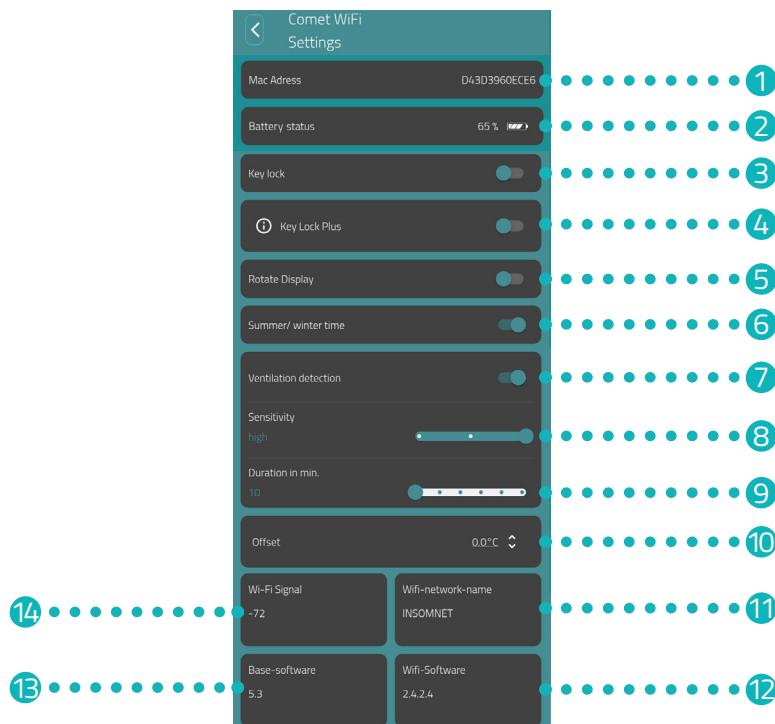 Comet WiFi
Settings
Mac Adress D43D3960ECE6 1
Battery status 65 % 2
Key lock 3
Key Lock Plus 4
Rotate Display 5
Summer/ winter time 6
Ventilation detection 7
Sensitivity
high 8
Duration in min.
10 9
Offset 0.0°C 10
Wi-Fi Signal Wifi-network-name
14 -72 INSOMNET 11
Base-software Wifi-Software
13 5.3 2.4.2.4 12